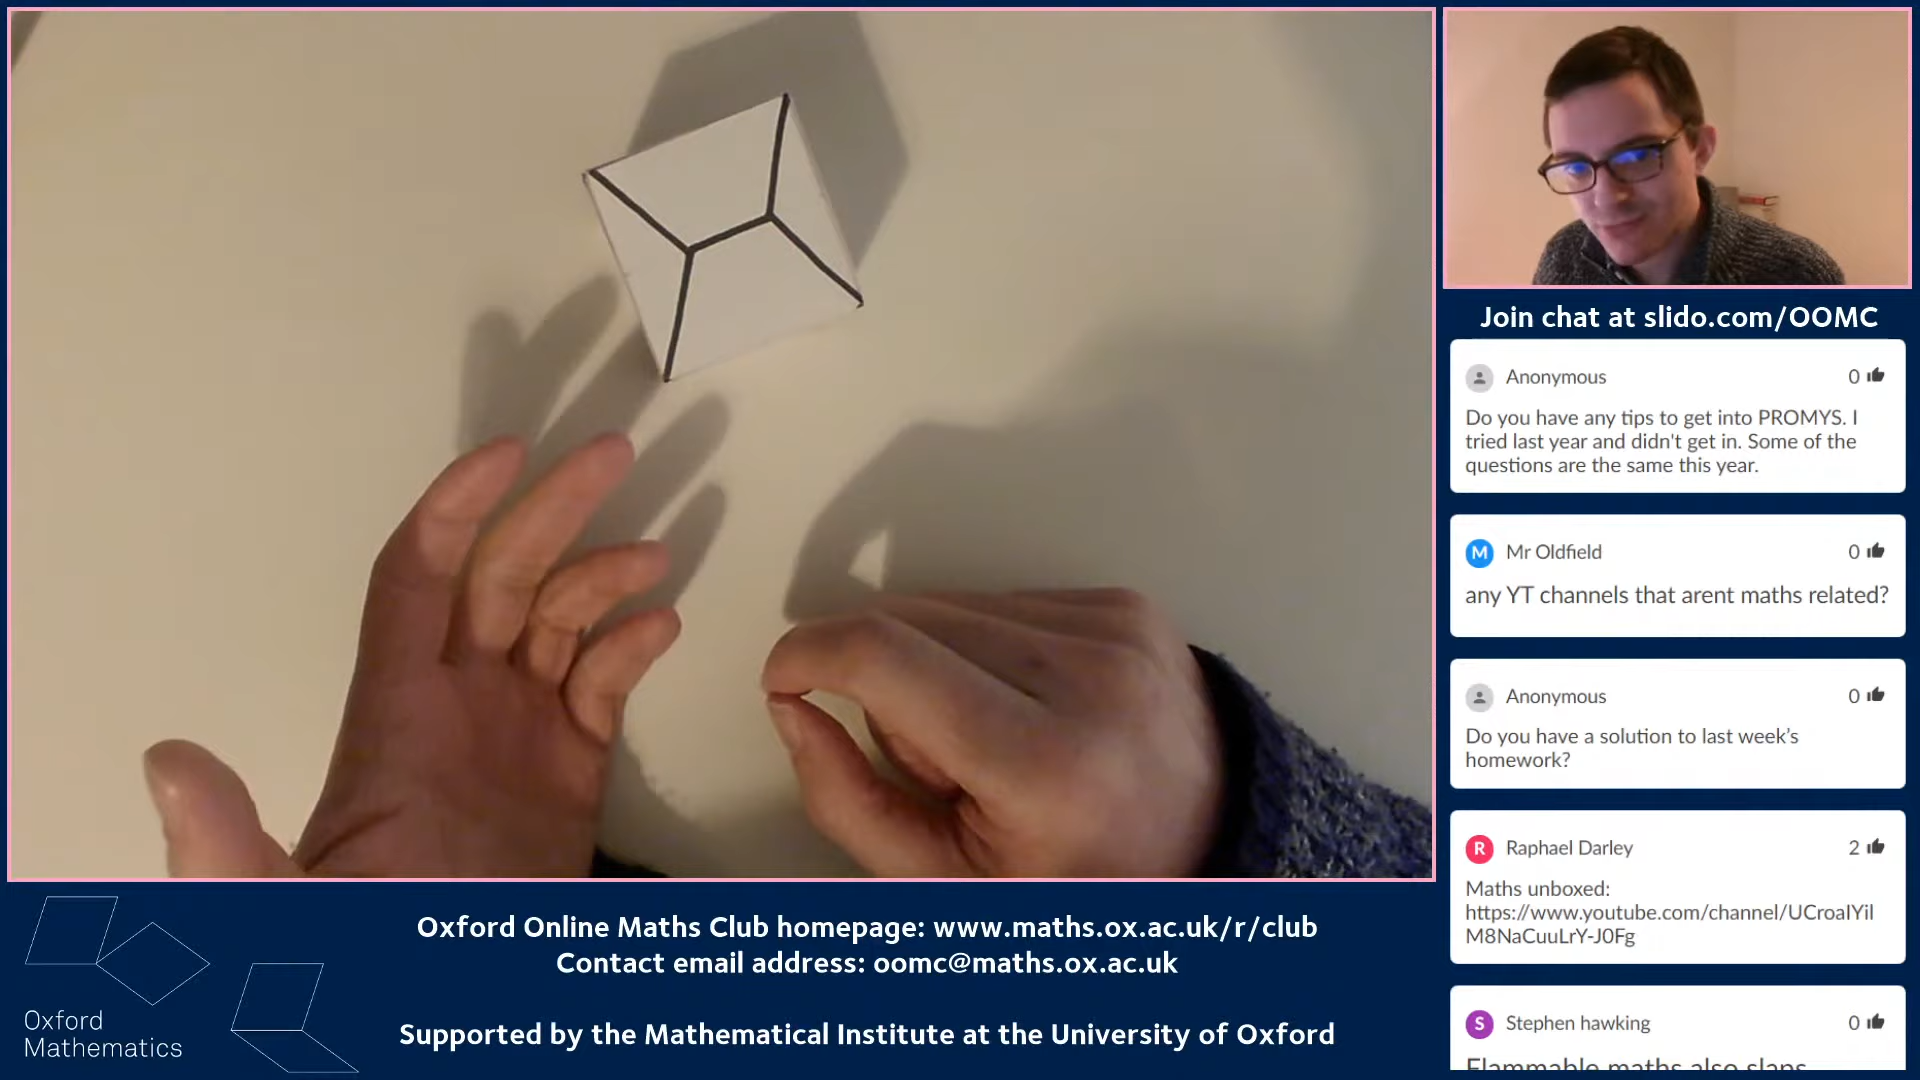 Join chat at slido.com/OOMC
Anonymous
0
Do you have any tips to get into PROMYS. I
tried last year and didn't get in. Some of the
questions are the same this year.
M
Mr Oldfield
0
any YT channels that arent maths related?
Anonymous
0
Do you have a solution to last week's
homework?
R
Raphael Darley
2
Maths unboxed:
https://www.youtube.com/channel/UCroaIYiI
M8NaCuuLrY-J0Fg
S
Stephen hawking
0
Flammable maths also slaps
Oxford
Mathematics
Oxford Online Maths Club homepage: www.maths.ox.ac.uk/r/club
Contact email address: oomc@maths.ox.ac.uk
Supported by the Mathematical Institute at the University of Oxford